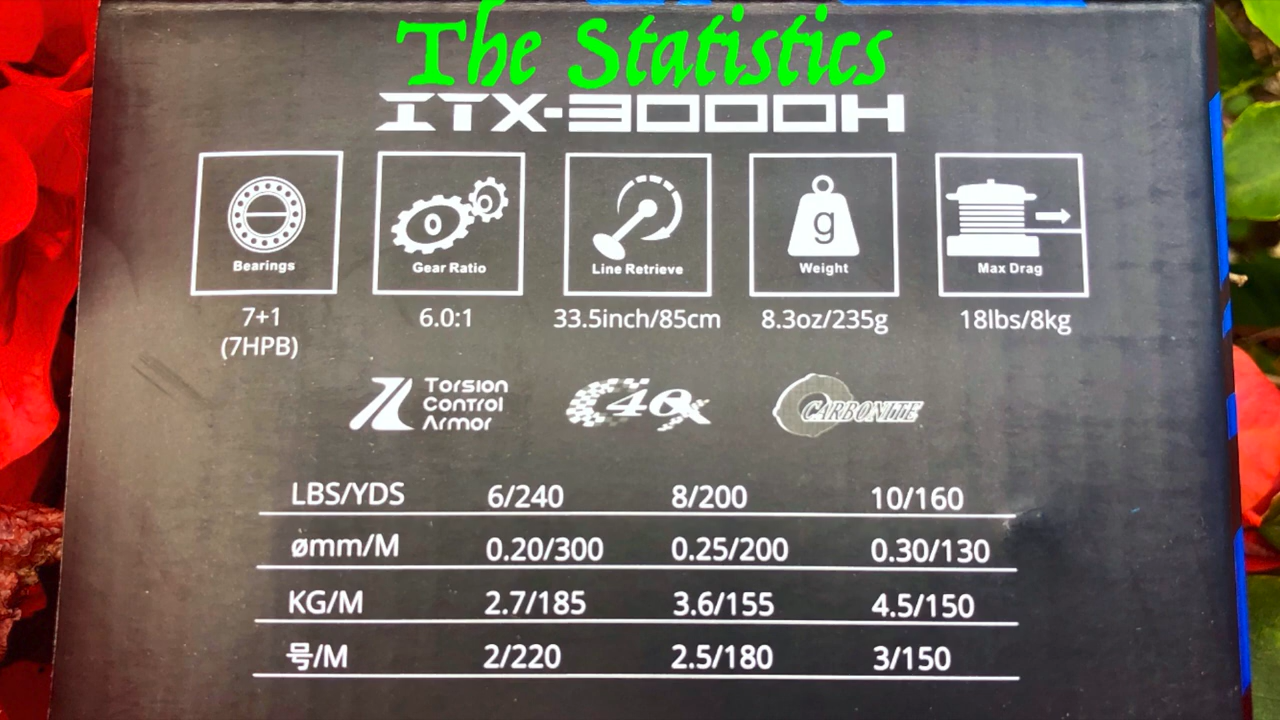 The Statistics
ITX-3000H
Bearings Gear Ratio Line Retrieve g Weight Max Drag
7+1 6.0:1 33.5inch/85cm 8.3oz/235g 18lbs/8kg
(7HPB)
Torsion
Control
Armor
C40X
CARBONITE
LBS/YDS 6/240 8/200 10/160
ømm/M 0.20/300 0.25/200 0.30/130
KG/M 2.7/185 3.6/155 4.5/150
号/M 2/220 2.5/180 3/150